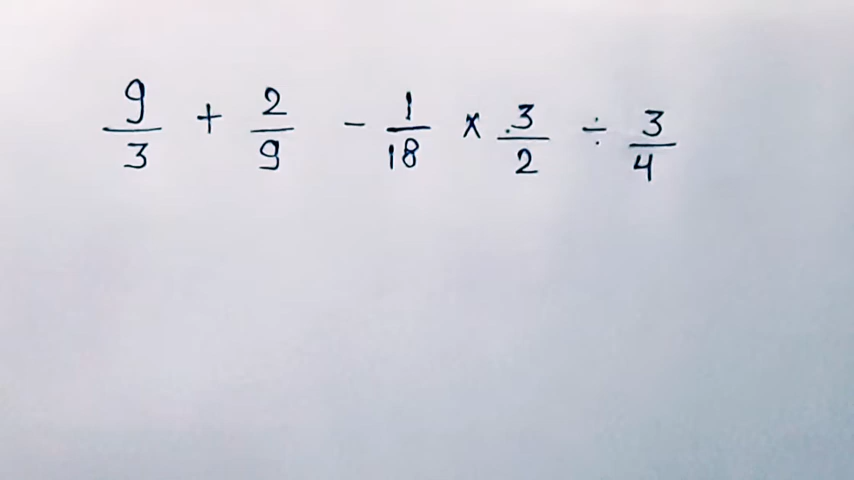 9/3 + 2/9 - 1/18 × 3/2 ÷ 3/4